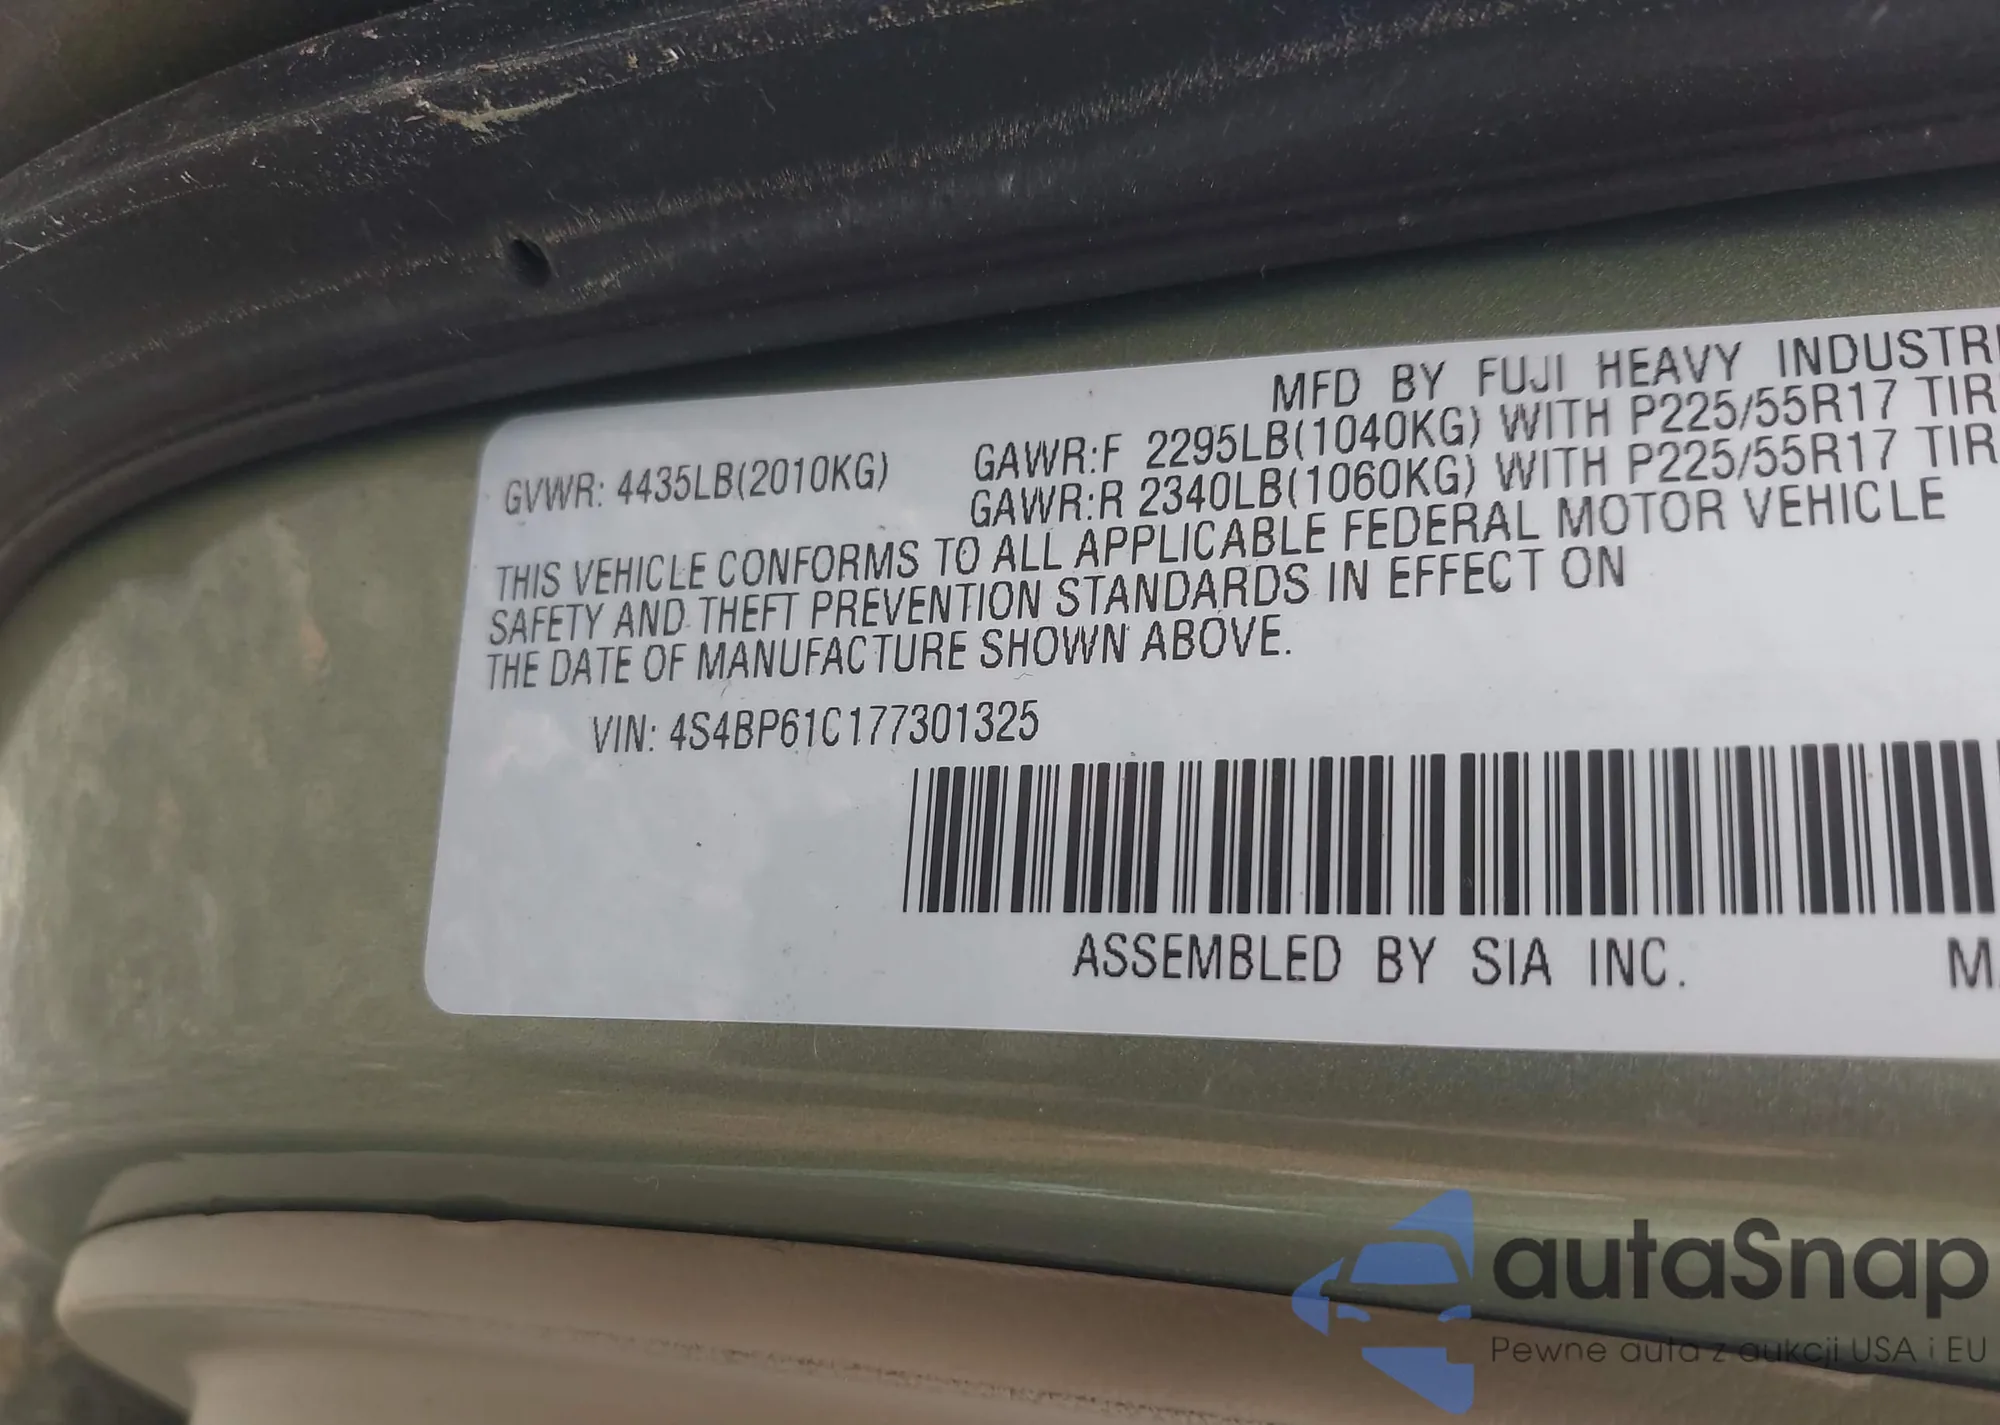 MFD BY FUJI HEAVY INDUSTRI
GVWR: 4435LB(2010KG) GAWR:F 2295LB(1040KG) WITH P225/55R17 TIR
GAWR:R 2340LB(1060KG) WITH P225/55R17 TIR
THIS VEHICLE CONFORMS TO ALL APPLICABLE FEDERAL MOTOR VEHICLE
SAFETY AND THEFT PREVENTION STANDARDS IN EFFECT ON
THE DATE OF MANUFACTURE SHOWN ABOVE.
VIN: 4S4BP61C177301325
ASSEMBLED BY SIA INC.
autaSnap
Pewne auta z aukcji USA i EU